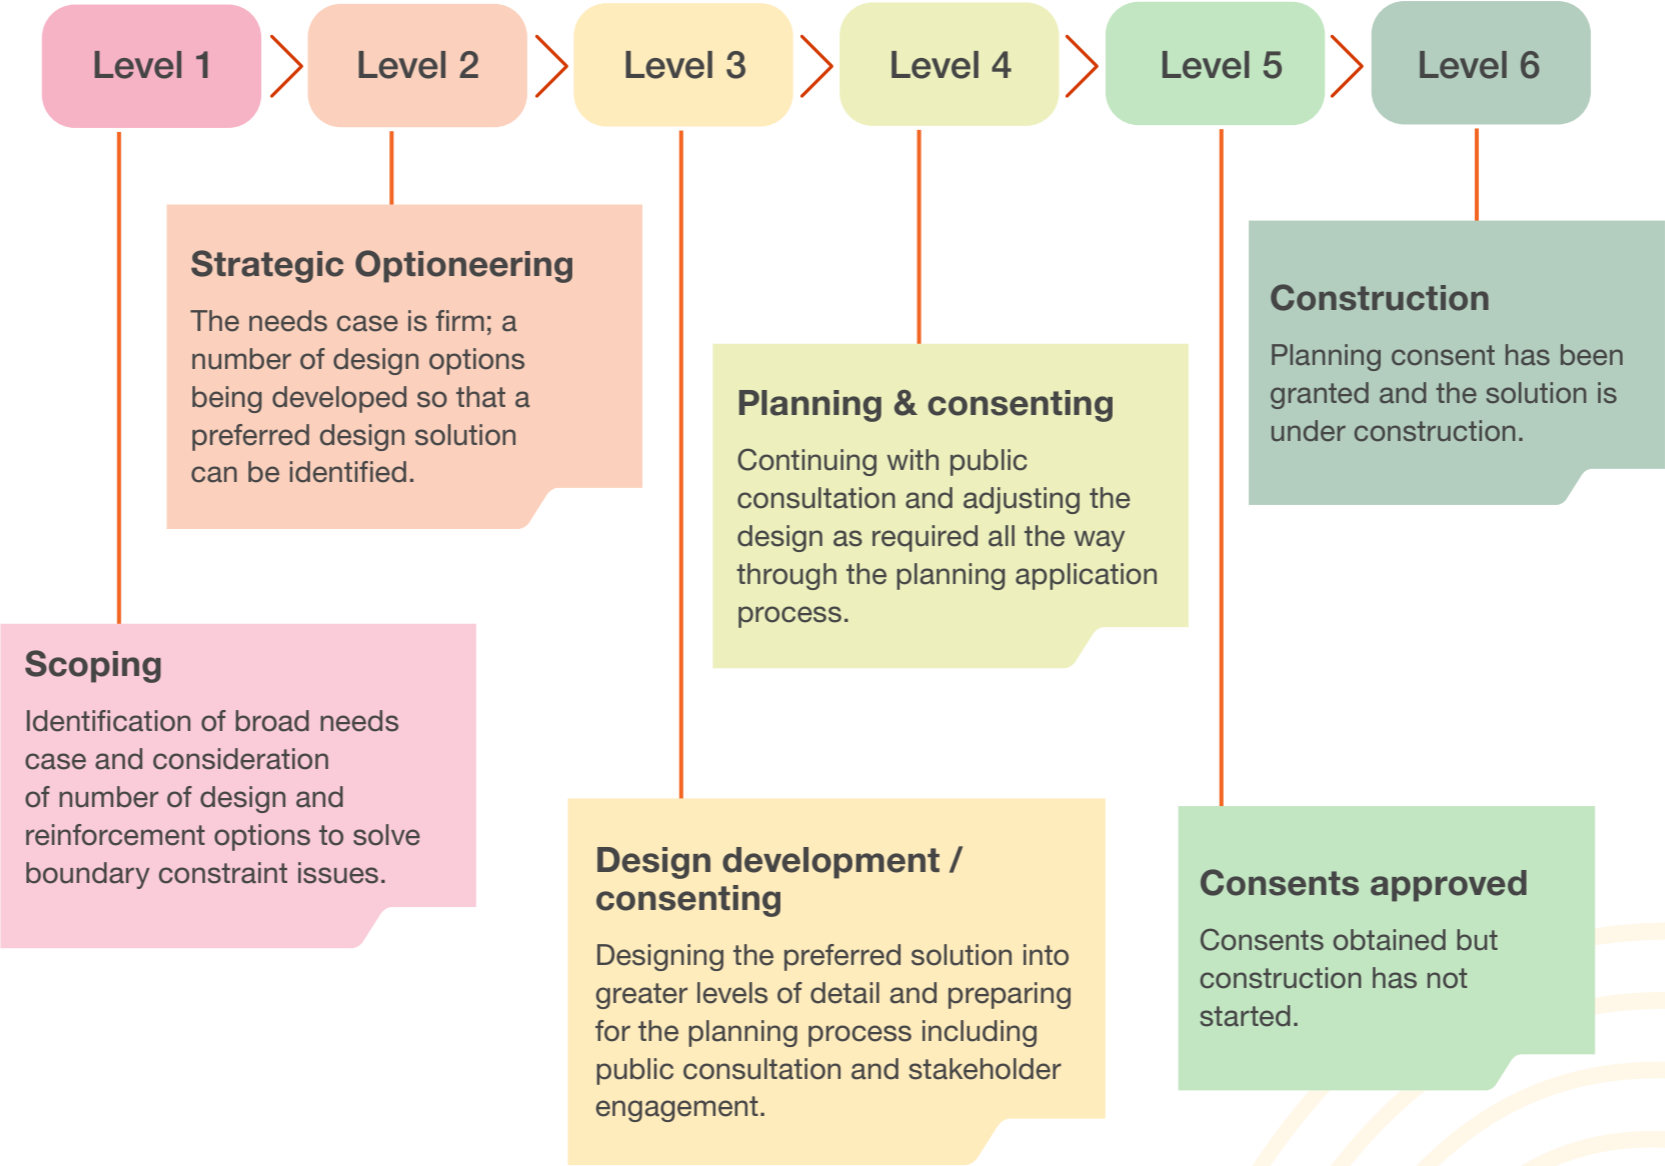 Level 1
Level 2
Level 3
Level 4
Level 5
Level 6
Scoping
Identification of broad needs
case and consideration
of number of design and
reinforcement options to solve
boundary constraint issues.
Strategic Optioneering
The needs case is firm; a
number of design options
being developed so that a
preferred design solution
can be identified.
Design development /
consenting
Designing the preferred solution into
greater levels of detail and preparing
for the planning process including
public consultation and stakeholder
engagement.
Planning & consenting
Continuing with public
consultation and adjusting the
design as required all the way
through the planning application
process.
Consents approved
Consents obtained but
construction has not
started.
Construction
Planning consent has been
granted and the solution is
under construction.